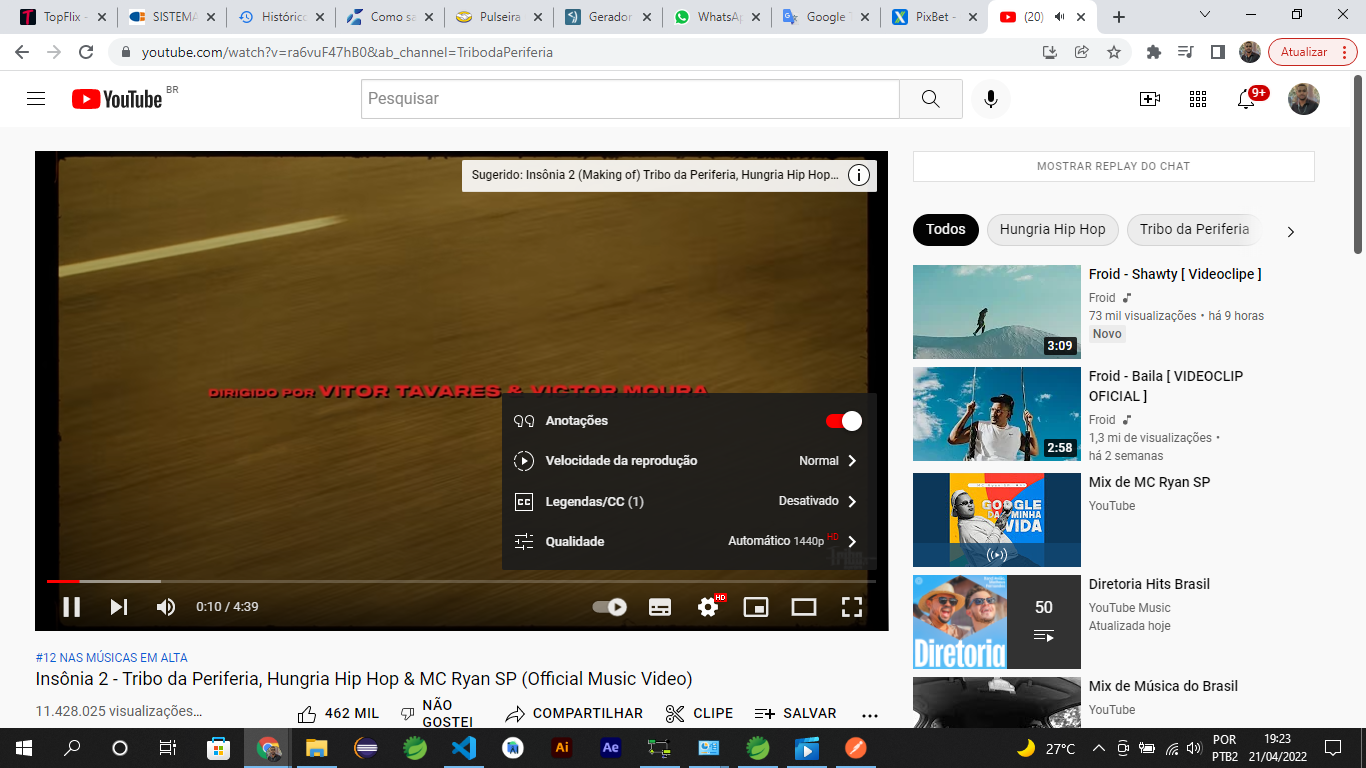 TopFlix -
SISTEMA
Histórico
Como sa
Pulseira
Gerador
WhatsAp
Google T
PixBet -
(20)
youtube.com/watch?v=ra6vuF47hB0&ab_channel=TribodaPeriferia
Atualizar
YouTube BR
Pesquisar
9+
Sugerido: Insônia 2 (Making of) Tribo da Periferia, Hungria Hip Hop...
DIRIGIDO POR VITOR TAVARES & VICTOR MOURA
Anotações
Velocidade da reprodução Normal
Legendas/CC (1) Desativado
Qualidade Automático 1440p HD
0:10 / 4:39
HD
#12 NAS MÚSICAS EM ALTA
Insônia 2 - Tribo da Periferia, Hungria Hip Hop & MC Ryan SP (Official Music Video)
11.428.025 visualizações...
462 MIL
NÃO
GOSTEI
COMPARTILHAR
CLIPE
SALVAR
MOSTRAR REPLAY DO CHAT
Todos
Hungria Hip Hop
Tribo da Periferia
3:09
Froid - Shawty [ Videoclipe ]
Froid
73 mil visualizações • há 9 horas
Novo
2:58
Froid - Baila [ VIDEOCLIP
OFICIAL ]
Froid
1,3 mi de visualizações •
há 2 semanas
GOOGLE
DA MINHA
VIDA
Mix de MC Ryan SP
YouTube
Diretoria
50
Diretoria Hits Brasil
YouTube Music
Atualizada hoje
Mix de Música do Brasil
YouTube
Ai
Ae
27°C
POR
PTB2
19:23
21/04/2022